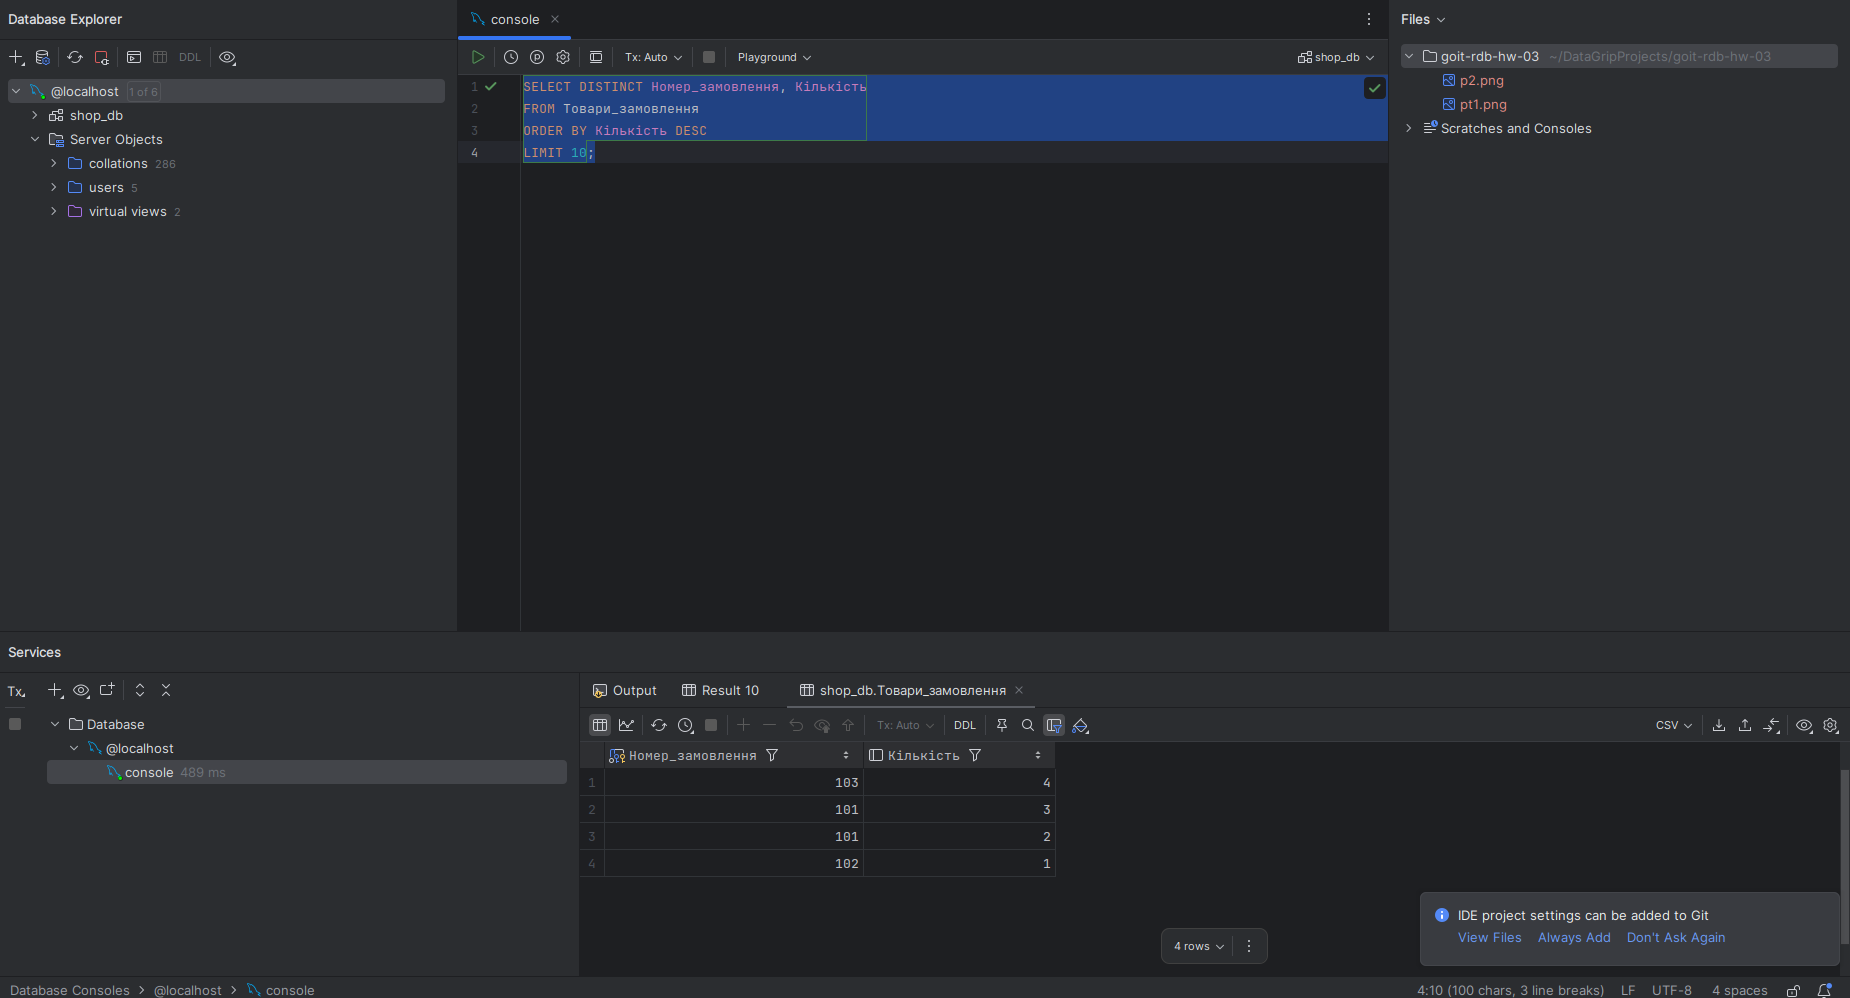 Database Explorer
console
Files
DDL
Tx: Auto
Playground
shop_db
@localhost 1 of 6
shop_db
Server Objects
collations 286
users 5
virtual views 2
1 SELECT DISTINCT Номер_замовлення, Кількість
2 FROM Товари_замовлення
3 ORDER BY Кількість DESC
4 LIMIT 10;
goit-rdb-hw-03 ~/DataGripProjects/goit-rdb-hw-03
p2.png
pt1.png
Scratches and Consoles
Services
Tx
Database
@localhost
console 489 ms
Output
Result 10
shop_db.Товари_замовлення
Tx: Auto
DDL
CSV
Номер_замовлення Кількість
1 103 4
2 101 3
3 101 2
4 102 1
4 rows
IDE project settings can be added to Git
View Files Always Add Don't Ask Again
Database Consoles > @localhost > console
4:10 (100 chars, 3 line breaks) LF UTF-8 4 spaces